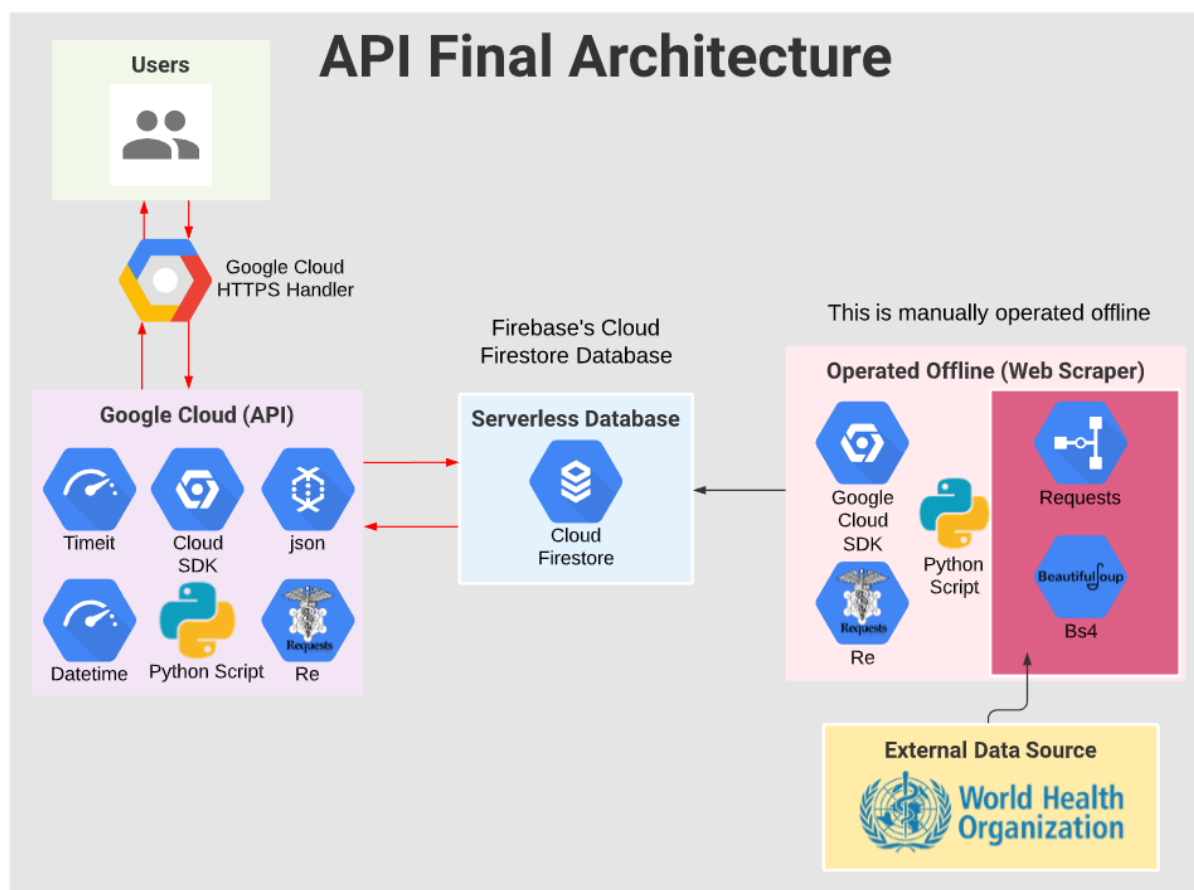 API Final Architecture
Users
Google Cloud
HTTPS Handler
Google Cloud (API)
Timeit
Cloud
SDK
json
Datetime
Python Script
Requests
Re
Firebase's Cloud
Firestore Database
Serverless Database
Cloud
Firestore
This is manually operated offline
Operated Offline (Web Scraper)
Google
Cloud
SDK
Requests
Re
Python
Script
Requests
BeautifulSoup
Bs4
External Data Source
World Health
Organization